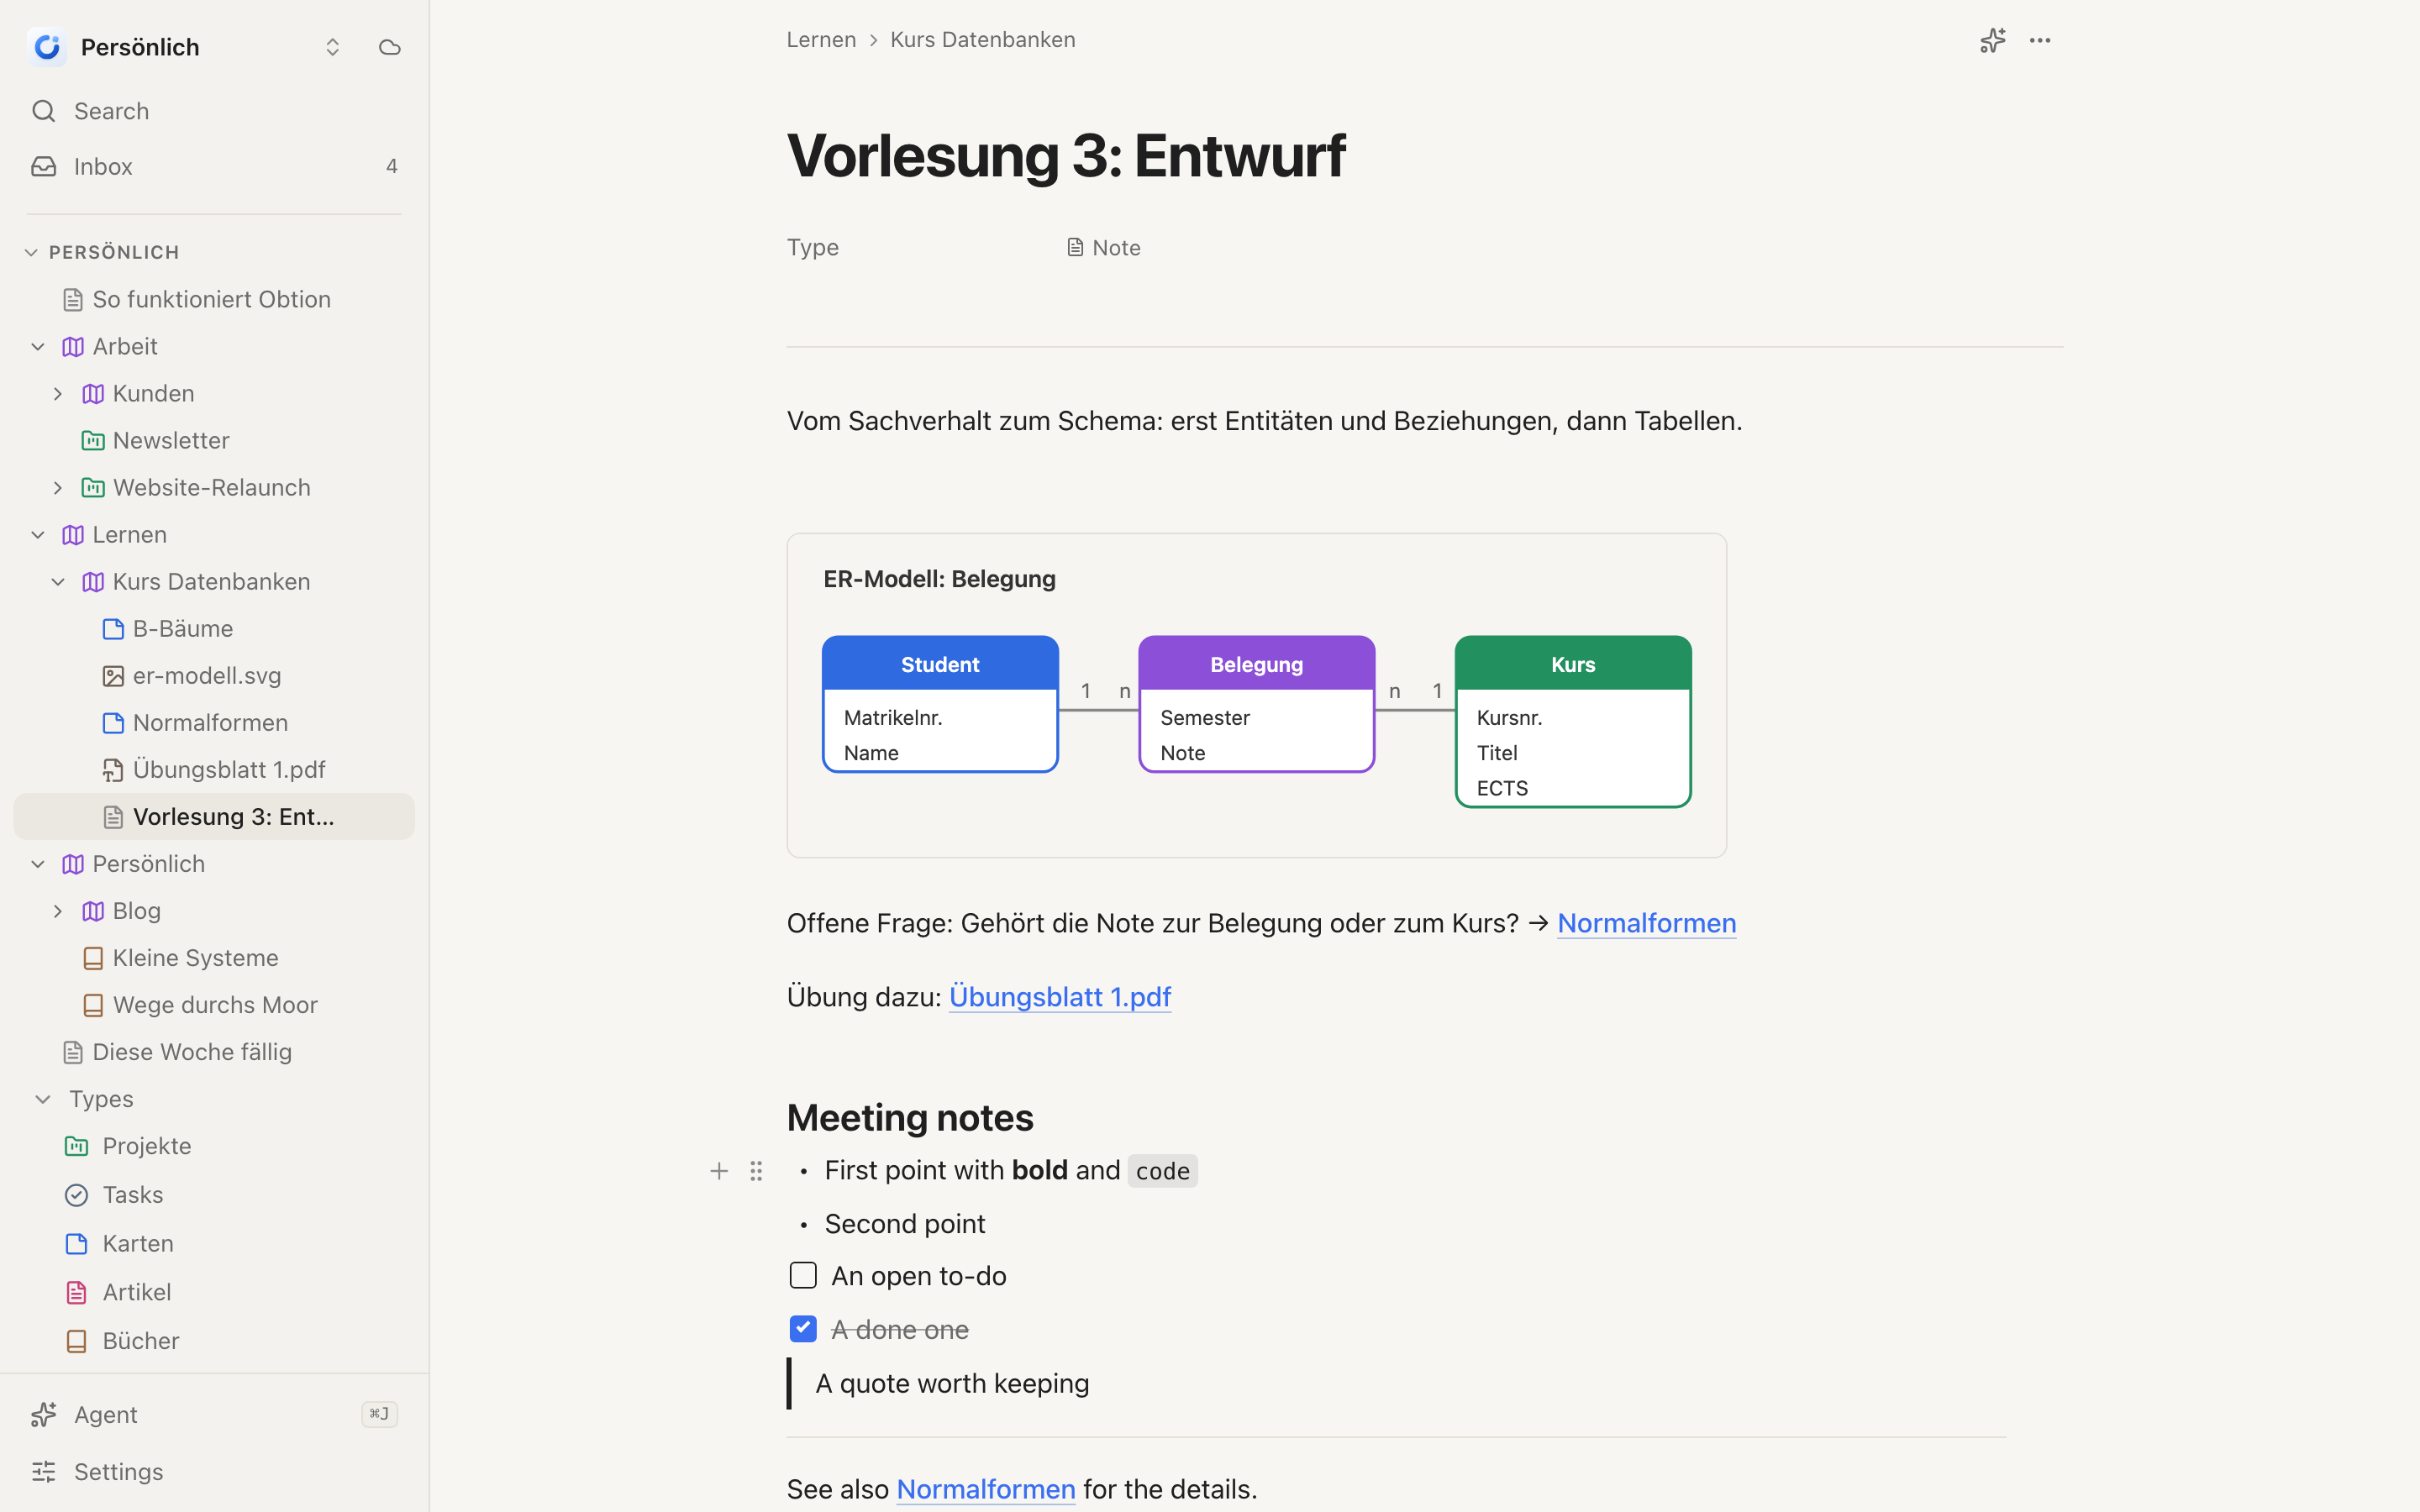 Persönlich
Search
Inbox 4
PERSÖNLICH
So funktioniert Obtion
Arbeit
Kunden
Newsletter
Website-Relaunch
Lernen
Kurs Datenbanken
B-Bäume
er-modell.svg
Normalformen
Übungsblatt 1.pdf
Vorlesung 3: Ent...
Persönlich
Blog
Kleine Systeme
Wege durchs Moor
Diese Woche fällig
Types
Projekte
Tasks
Karten
Artikel
Bücher
Agent ⌘J
Settings
Lernen > Kurs Datenbanken
Vorlesung 3: Entwurf
Type Note
Vom Sachverhalt zum Schema: erst Entitäten und Beziehungen, dann Tabellen.
ER-Modell: Belegung
Student
Matrikelnr.
Name
1 n
Belegung
Semester
Note
n 1
Kurs
Kursnr.
Titel
ECTS
Offene Frage: Gehört die Note zur Belegung oder zum Kurs? → Normalformen
Übung dazu: Übungsblatt 1.pdf
Meeting notes
• First point with bold and code
• Second point
An open to-do
A done one
A quote worth keeping
See also Normalformen for the details.